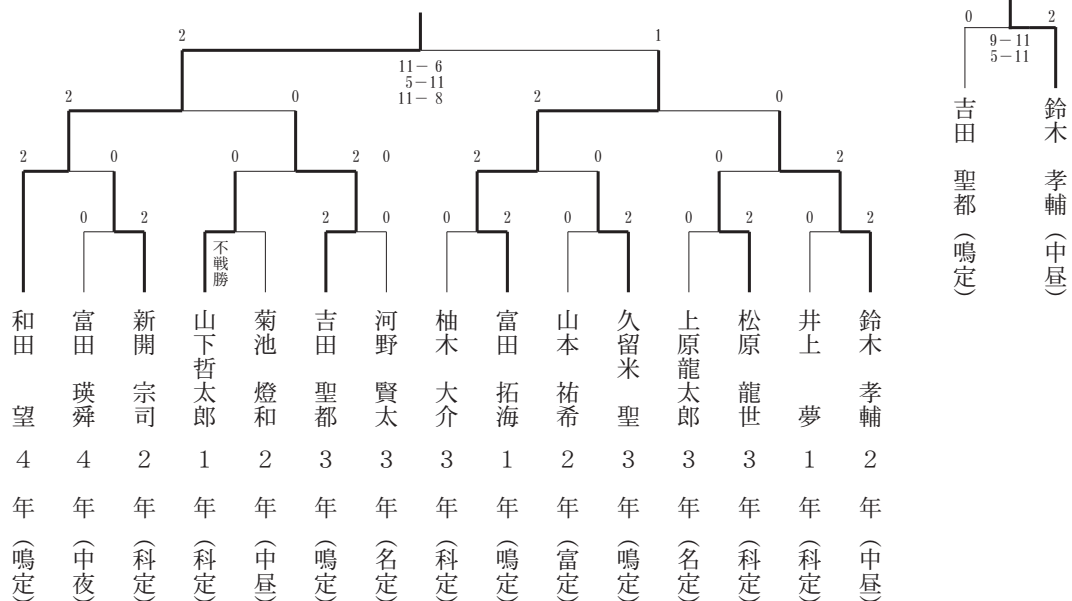 2
1
11－ 6
5－11
11－ 8
2
0
2
0
2
0
0
2
0
2
0
0
2
0
2
2
0
0
2
0
2
0
2
0
2
不戦勝
和田 望 4年（鳴定）
富田 瑛舜 4年（中夜）
新開 宗司 2年（科定）
山下哲太郎 1年（科定）
菊池 燈和 2年（中昼）
吉田 聖都 3年（鳴定）
河野 賢太 3年（名定）
柚木 大介 3年（科定）
富田 拓海 1年（鳴定）
山本 祐希 2年（富定）
久留米 聖 3年（鳴定）
上原龍太郎 3年（名定）
松原 龍世 3年（科定）
井上 夢 1年（科定）
鈴木 孝輔 2年（中昼）
0
2
9－11
5－11
吉田 聖都（鳴定）
鈴木 孝輔（中昼）